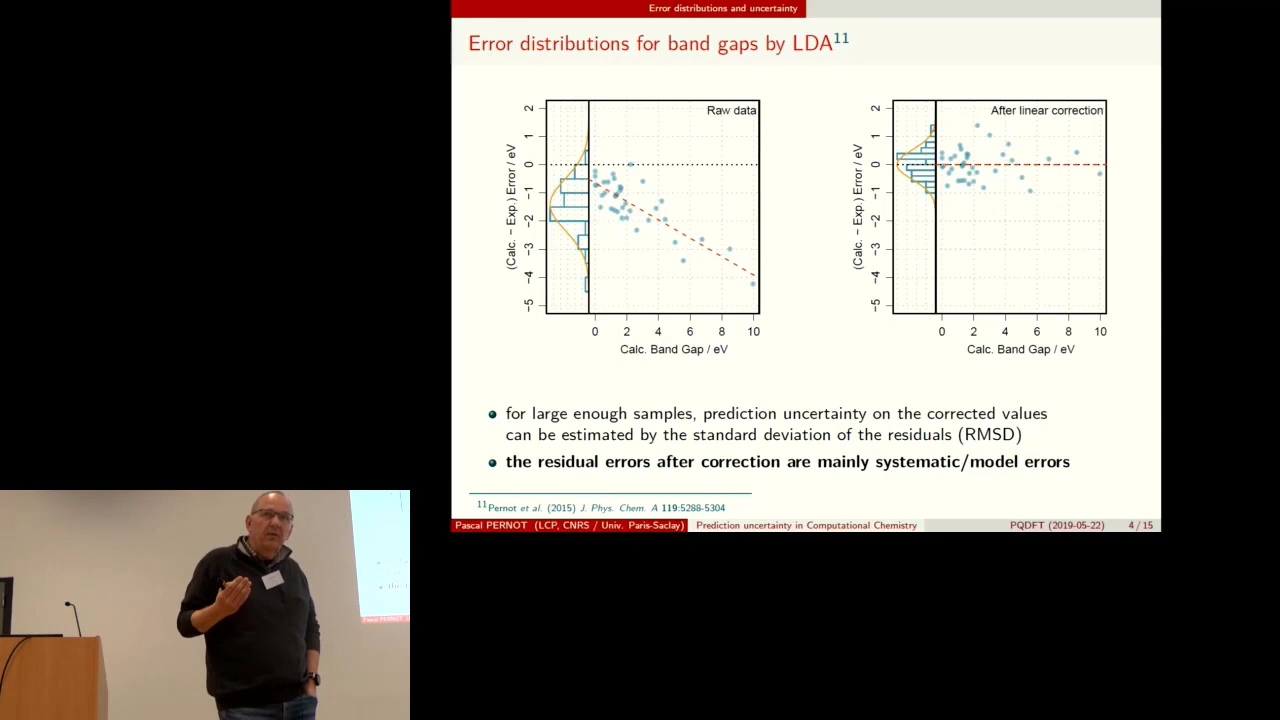 Error distributions and uncertainty
Error distributions for band gaps by LDA11
Raw data
(Calc. − Exp.) Error / eV
2
1
0
−1
−2
−3
−4
−5
0 2 4 6 8 10
Calc. Band Gap / eV
After linear correction
(Calc. − Exp.) Error / eV
2
1
0
−1
−2
−3
−4
−5
0 2 4 6 8 10
Calc. Band Gap / eV
for large enough samples, prediction uncertainty on the corrected values
can be estimated by the standard deviation of the residuals (RMSD)
the residual errors after correction are mainly systematic/model errors
11Pernot et al. (2015) J. Phys. Chem. A 119:5288-5304
Pascal PERNOT (LCP, CNRS / Univ. Paris-Saclay) Prediction uncertainty in Computational Chemistry PQDFT (2019-05-22) 4 / 15
Pascal PERNOT